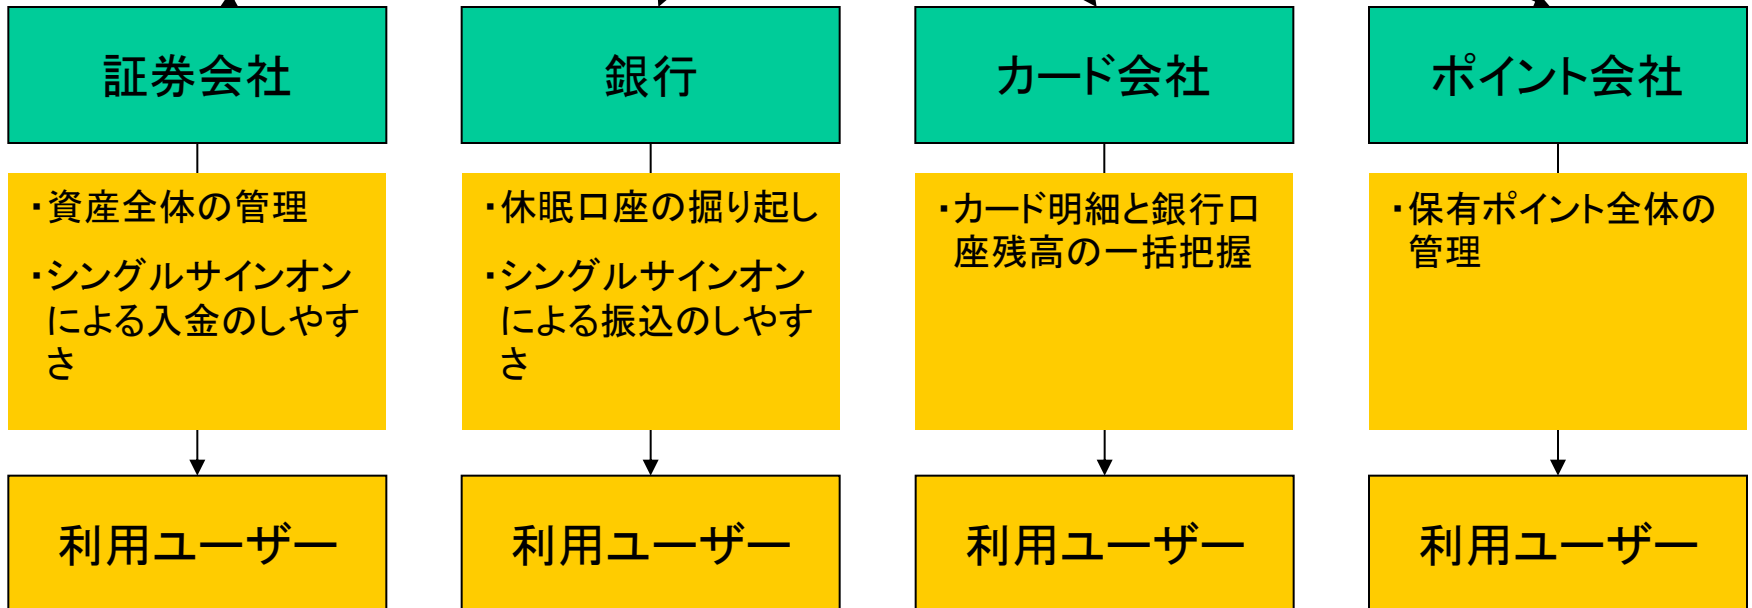 証券会社
銀行
カード会社
ポイント会社
・資産全体の管理
・シングルサインオン
による入金のしやす
さ
・休眠口座の掘り起し
・シングルサインオン
による振込のしやす
さ
・カード明細と銀行口
座残高の一括把握
・保有ポイント全体の
管理
利用ユーザー
利用ユーザー
利用ユーザー
利用ユーザー